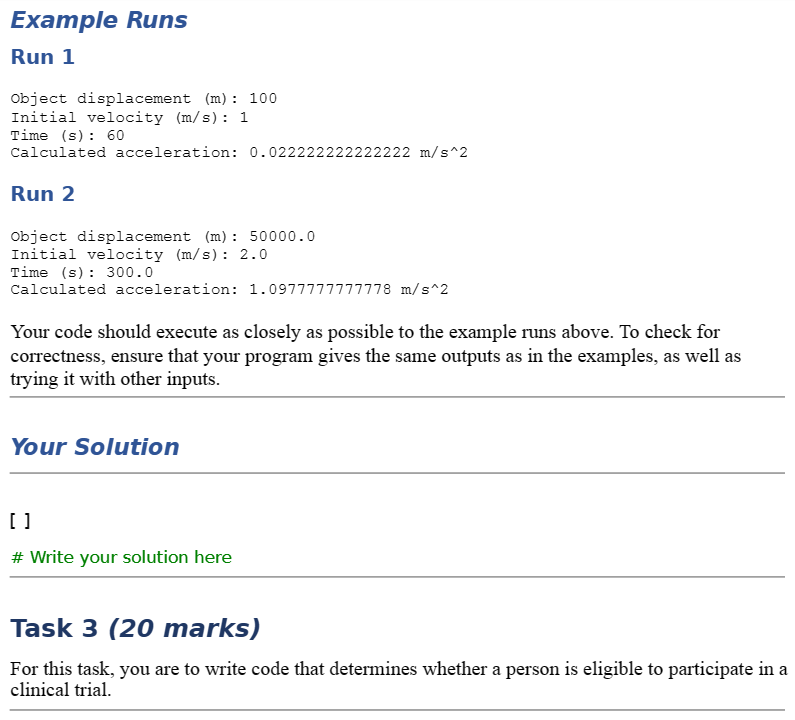 Example Runs
Run 1
Object displacement (m): 100
Initial velocity (m/s): 1
Time (s): 60
Calculated acceleration: 0.022222222222222 m/s^2
Run 2
Object displacement (m): 50000.0
Initial velocity (m/s): 2.0
Time (s): 300.0
Calculated acceleration: 1.0977777777778 m/s^2
Your code should execute as closely as possible to the example runs above. To check for
correctness, ensure that your program gives the same outputs as in the examples, as well as
trying it with other inputs.
Your Solution
[ ]
# Write your solution here
Task 3 (20 marks)
For this task, you are to write code that determines whether a person is eligible to participate in a
clinical trial.